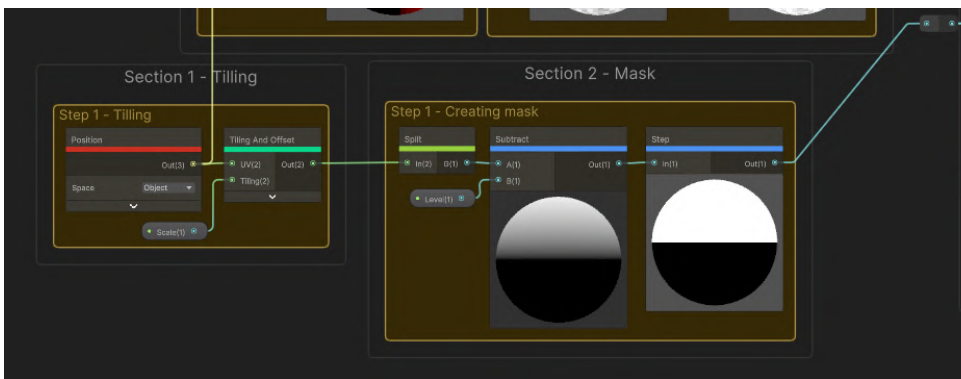 Section 1 - Tilling
Step 1 - Tilling
Position
Out(3)
Space
Object
Scale(1)
Tiling And Offset
UV(2)
Out(2)
Tiling(2)
Section 2 - Mask
Step 1 - Creating mask
Split
In(2)
G(1)
Level(1)
Subtract
A(1)
Out(1)
B(1)
Step
In(1)
Out(1)